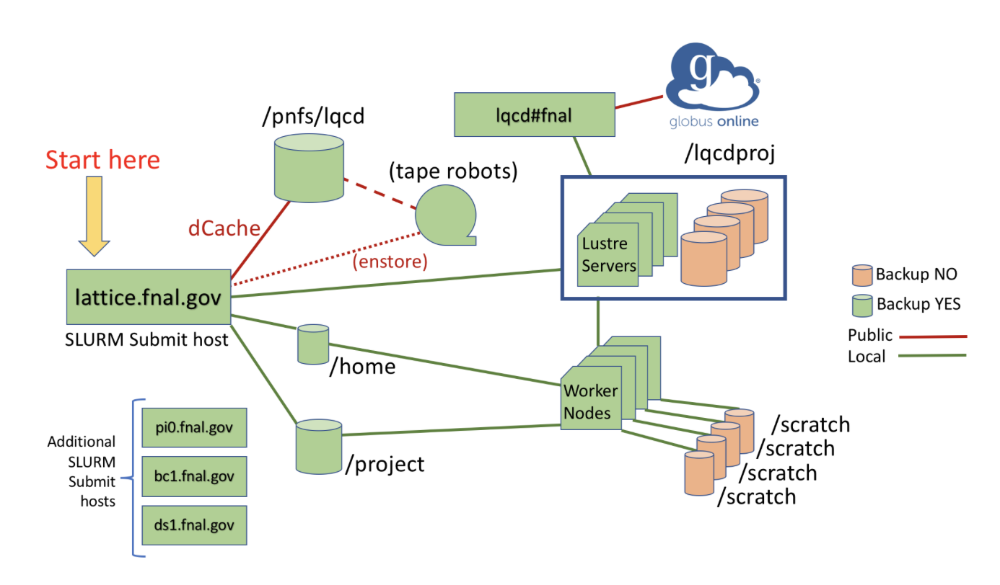 Start here
/pnfs/lqcd
(tape robots)
dCache
(enstore)
lqcd#fnal
g
®
globus online
/lqcdproj
Lustre
Servers
Backup NO
Backup YES
Public
Local
lattice.fnal.gov
SLURM Submit host
/home
/project
Worker
Nodes
/scratch
/scratch
/scratch
/scratch
Additional
SLURM
Submit
hosts
pi0.fnal.gov
bc1.fnal.gov
ds1.fnal.gov